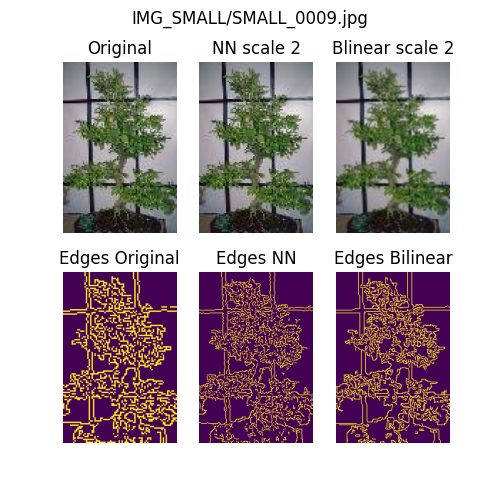 IMG_SMALL/SMALL_0009.jpg
Original
NN scale 2
Blinear scale 2
Edges Original
Edges NN
Edges Bilinear